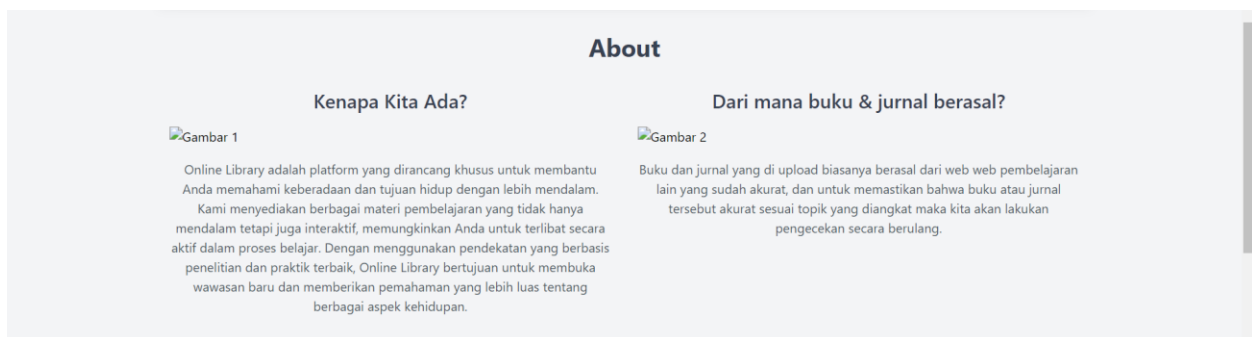 About
Kenapa Kita Ada?
Gambar 1
Online Library adalah platform yang dirancang khusus untuk membantu
Anda memahami keberadaan dan tujuan hidup dengan lebih mendalam.
Kami menyediakan berbagai materi pembelajaran yang tidak hanya
mendalam tetapi juga interaktif, memungkinkan Anda untuk terlibat secara
aktif dalam proses belajar. Dengan menggunakan pendekatan yang berbasis
penelitian dan praktik terbaik, Online Library bertujuan untuk membuka
wawasan baru dan memberikan pemahaman yang lebih luas tentang
berbagai aspek kehidupan.
Dari mana buku & jurnal berasal?
Gambar 2
Buku dan jurnal yang di upload biasanya berasal dari web web pembelajaran
lain yang sudah akurat, dan untuk memastikan bahwa buku atau jurnal
tersebut akurat sesuai topik yang diangkat maka kita akan lakukan
pengecekan secara berulang.